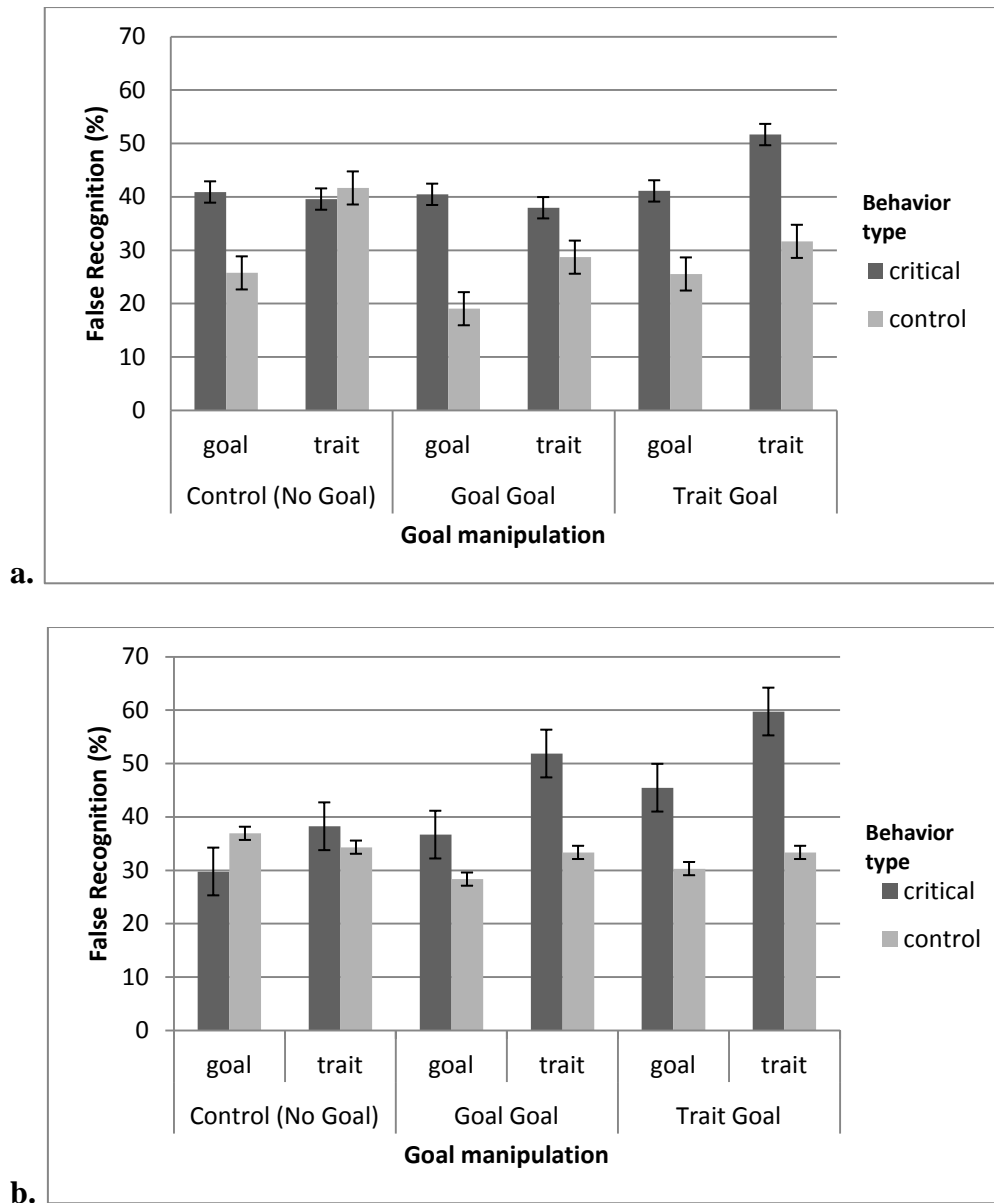 70
60
50
40
30
20
10
0
False Recognition (%)
goal trait goal trait goal trait
Control (No Goal) Goal Goal Trait Goal
Goal manipulation
Behavior
type
critical
control
a.
70
60
50
40
30
20
10
0
False Recognition (%)
goal trait goal trait goal trait
Control (No Goal) Goal Goal Trait Goal
Goal manipulation
Behavior
type
critical
control
b.